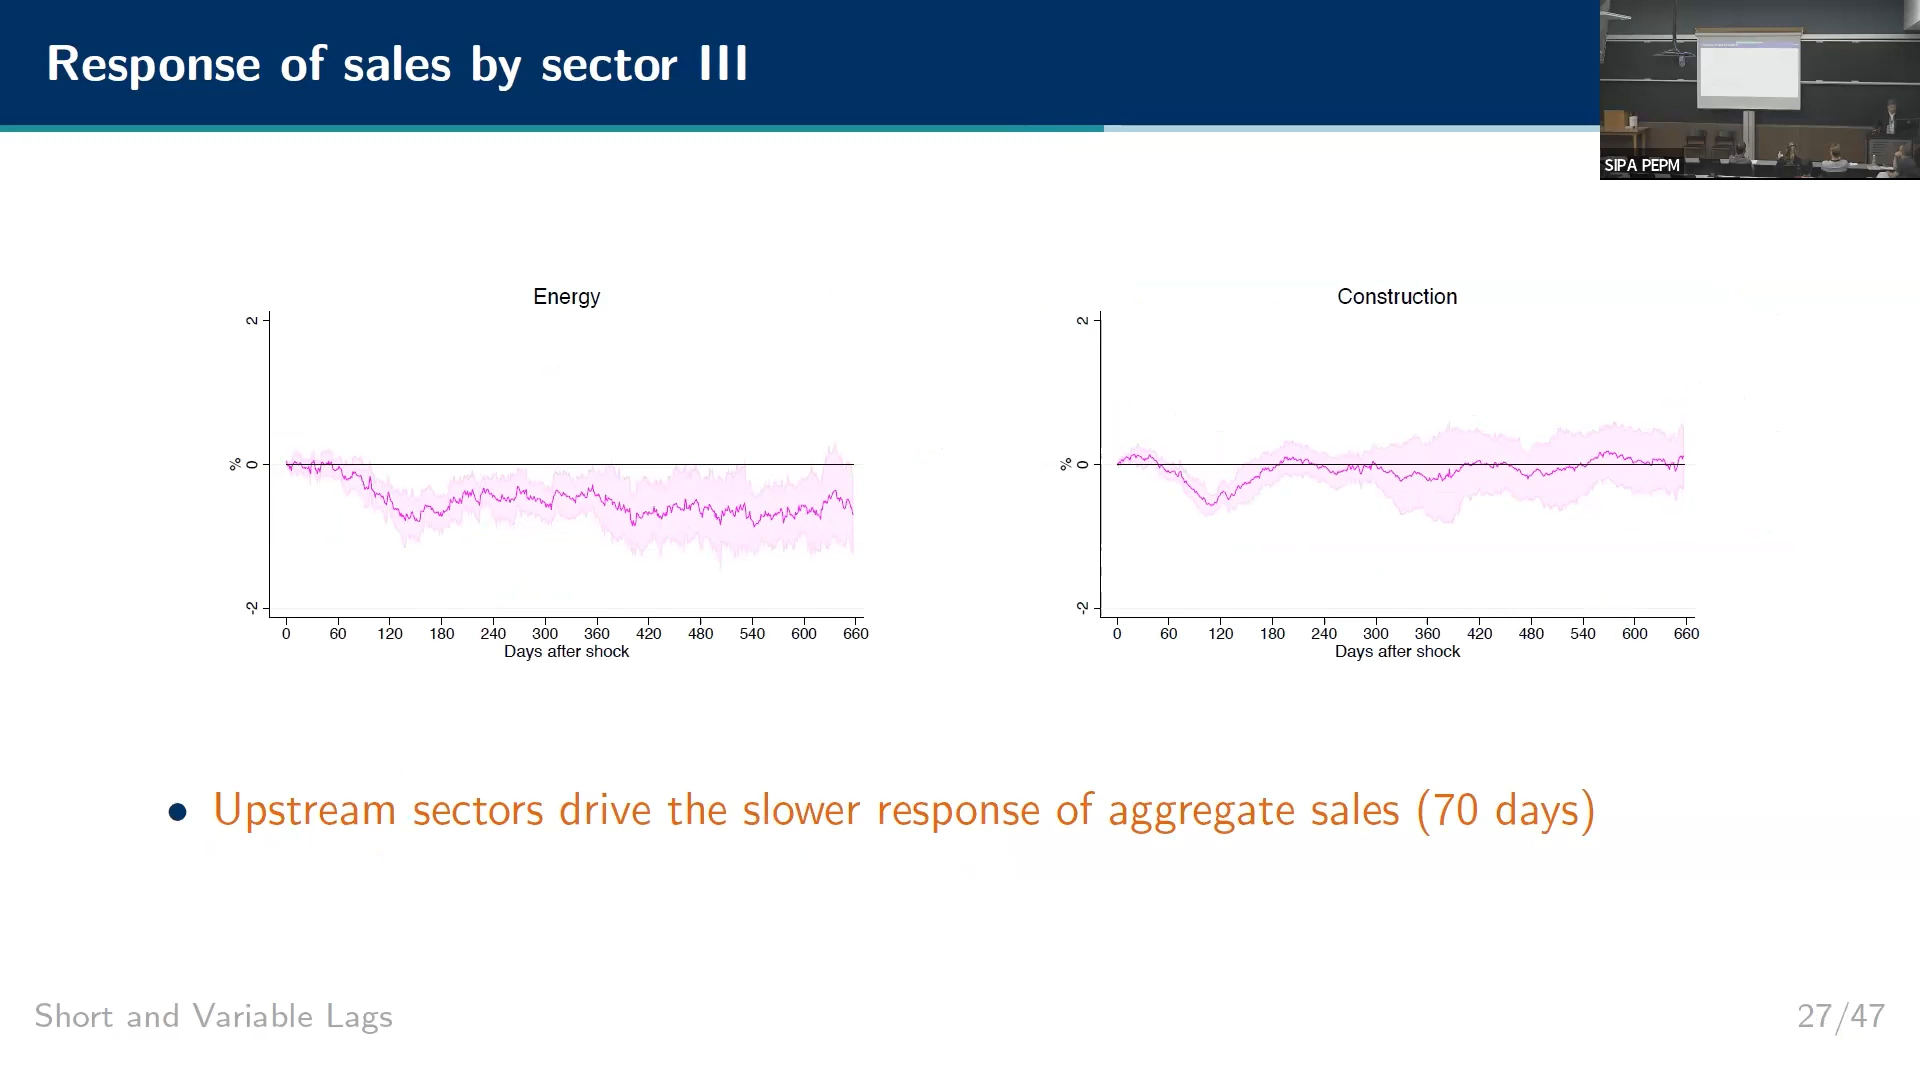 Response of sales by sector III
SIPA PEPM
Energy
2
% 0
-2
0 60 120 180 240 300 360 420 480 540 600 660
Days after shock
Construction
2
% 0
-2
0 60 120 180 240 300 360 420 480 540 600 660
Days after shock
• Upstream sectors drive the slower response of aggregate sales (70 days)
Short and Variable Lags
27/47